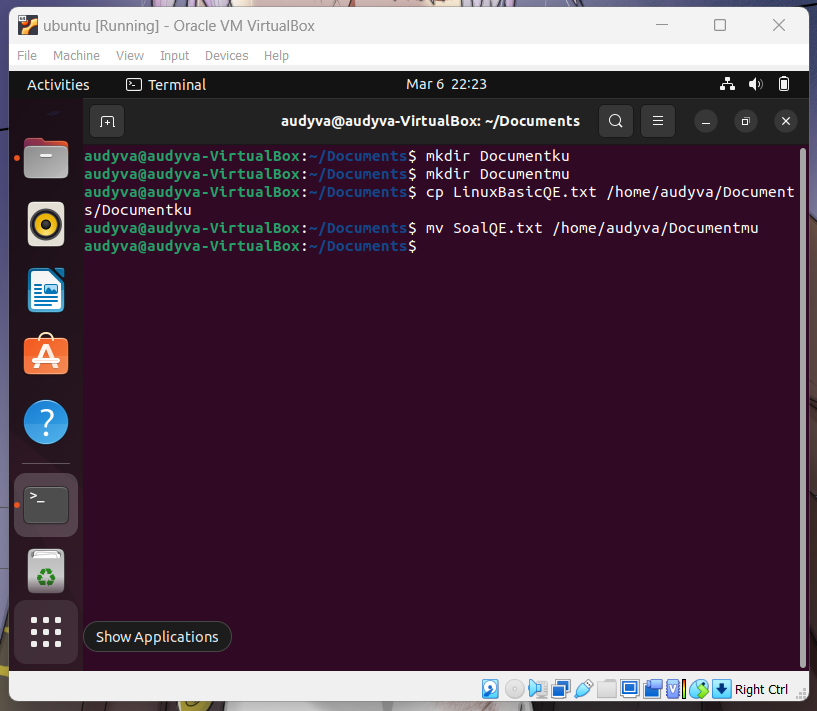 ubuntu [Running] - Oracle VM VirtualBox
File Machine View Input Devices Help
Activities Terminal Mar 6 22:23
audyva@audyva-VirtualBox: ~/Documents
audyva@audyva-VirtualBox:~/Documents$ mkdir Documentku
audyva@audyva-VirtualBox:~/Documents$ mkdir Documentmu
audyva@audyva-VirtualBox:~/Documents$ cp LinuxBasicQE.txt /home/audyva/Document
s/Documentku
audyva@audyva-VirtualBox:~/Documents$ mv SoalQE.txt /home/audyva/Documentmu
audyva@audyva-VirtualBox:~/Documents$
Show Applications
Right Ctrl